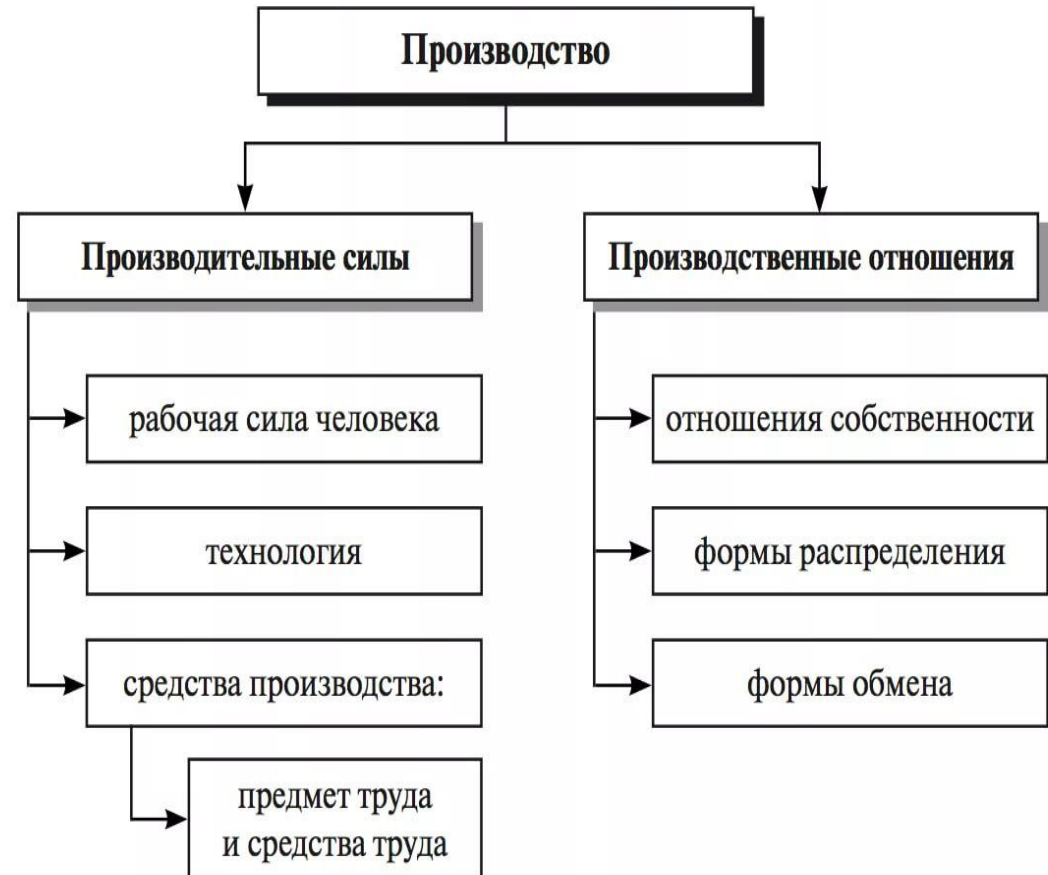 Производство
Производительные силы
Производственные отношения
рабочая сила человека
отношения собственности
технология
формы распределения
средства производства:
формы обмена
предмет труда
и средства труда